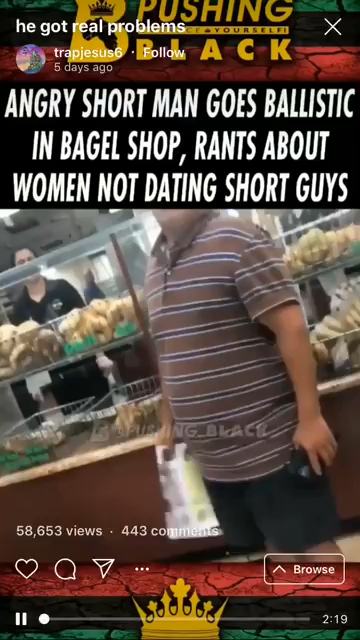 PUSHING
he got real problems
trapjesus6 · Follow
BLACK
5 days ago
ANGRY SHORT MAN GOES BALLISTIC
IN BAGEL SHOP, RANTS ABOUT
WOMEN NOT DATING SHORT GUYS
@PUSHING_BLACK
58,653 views · 443 comments
Browse
2:19